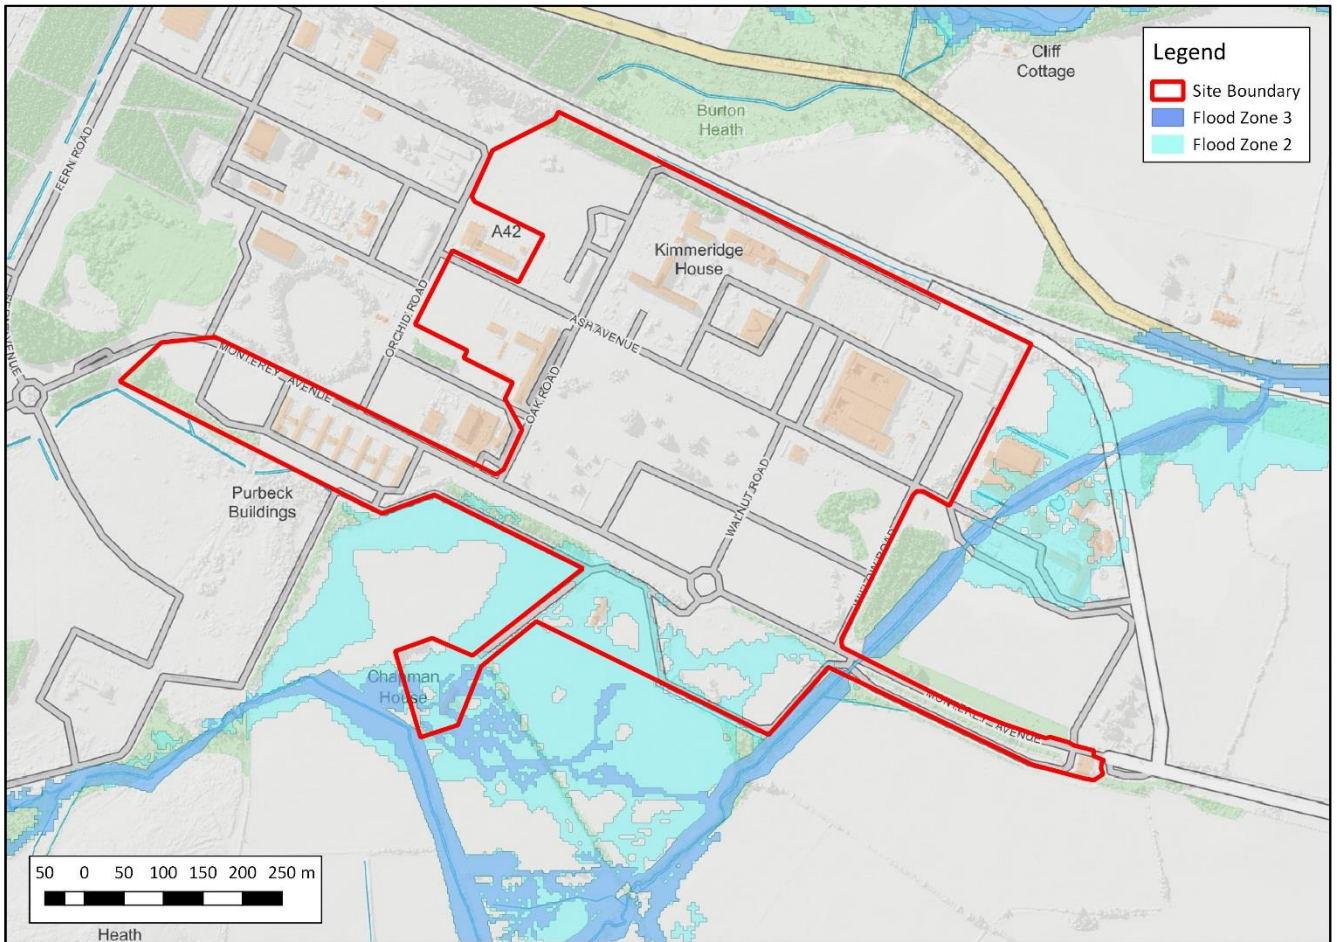 Cliff
Cottage
Legend
Site Boundary
Flood Zone 3
Flood Zone 2
Burton
Heath
FERN ROAD
A42
Kimmeridge
House
ORCHID ROAD
ASH AVENUE
MONTEREY AVENUE
OAK ROAD
AVENUE
WALNUT ROAD
Purbeck
Buildings
ROAD
Chapman
House
MONTEREY AVENUE
50 0 50 100 150 200 250 m
Heath